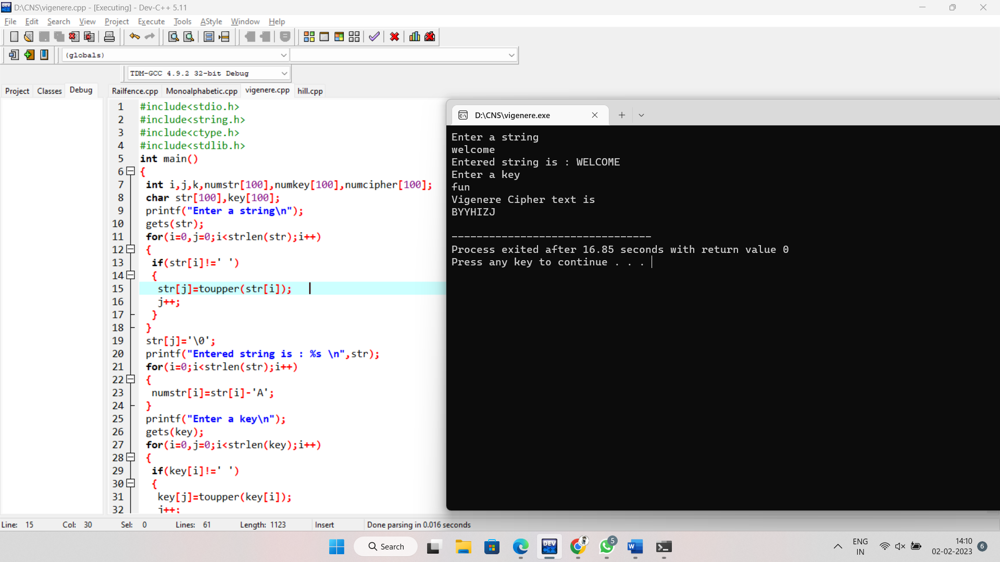 D:\CNS\vigenere.cpp - [Executing] - Dev-C++ 5.11
File Edit Search View Project Execute Tools AStyle Window Help
(globals)
TDM-GCC 4.9.2 32-bit Debug
Project Classes Debug
Railfence.cpp Monoalphabetic.cpp vigenere.cpp hill.cpp
1 #include<stdio.h>
2 #include<string.h>
3 #include<ctype.h>
4 #include<stdlib.h>
5 int main()
6 {
7 int i,j,k,numstr[100],numkey[100],numcipher[100];
8 char str[100],key[100];
9 printf("Enter a string\n");
10 gets(str);
11 for(i=0,j=0;i<strlen(str);i++)
12 {
13 if(str[i]!=' ')
14 {
15 str[j]=toupper(str[i]);
16 j++;
17 }
18 }
19 str[j]='\0';
20 printf("Entered string is : %s \n",str);
21 for(i=0;i<strlen(str);i++)
22 {
23 numstr[i]=str[i]-'A';
24 }
25 printf("Enter a key\n");
26 gets(key);
27 for(i=0,j=0;i<strlen(key);i++)
28 {
29 if(key[i]!=' ')
30 {
31 key[j]=toupper(key[i]);
32 j++;
D:\CNS\vigenere.exe
Enter a string
welcome
Entered string is : WELCOME
Enter a key
fun
Vigenere Cipher text is
BYYHIZJ
--------------------------------
Process exited after 16.85 seconds with return value 0
Press any key to continue . . .
Line: 15 Col: 30 Sel: 0 Lines: 61 Length: 1123 Insert Done parsing in 0.016 seconds
Search
DEV C++
5
W
ENG
IN
14:10
02-02-2023
6